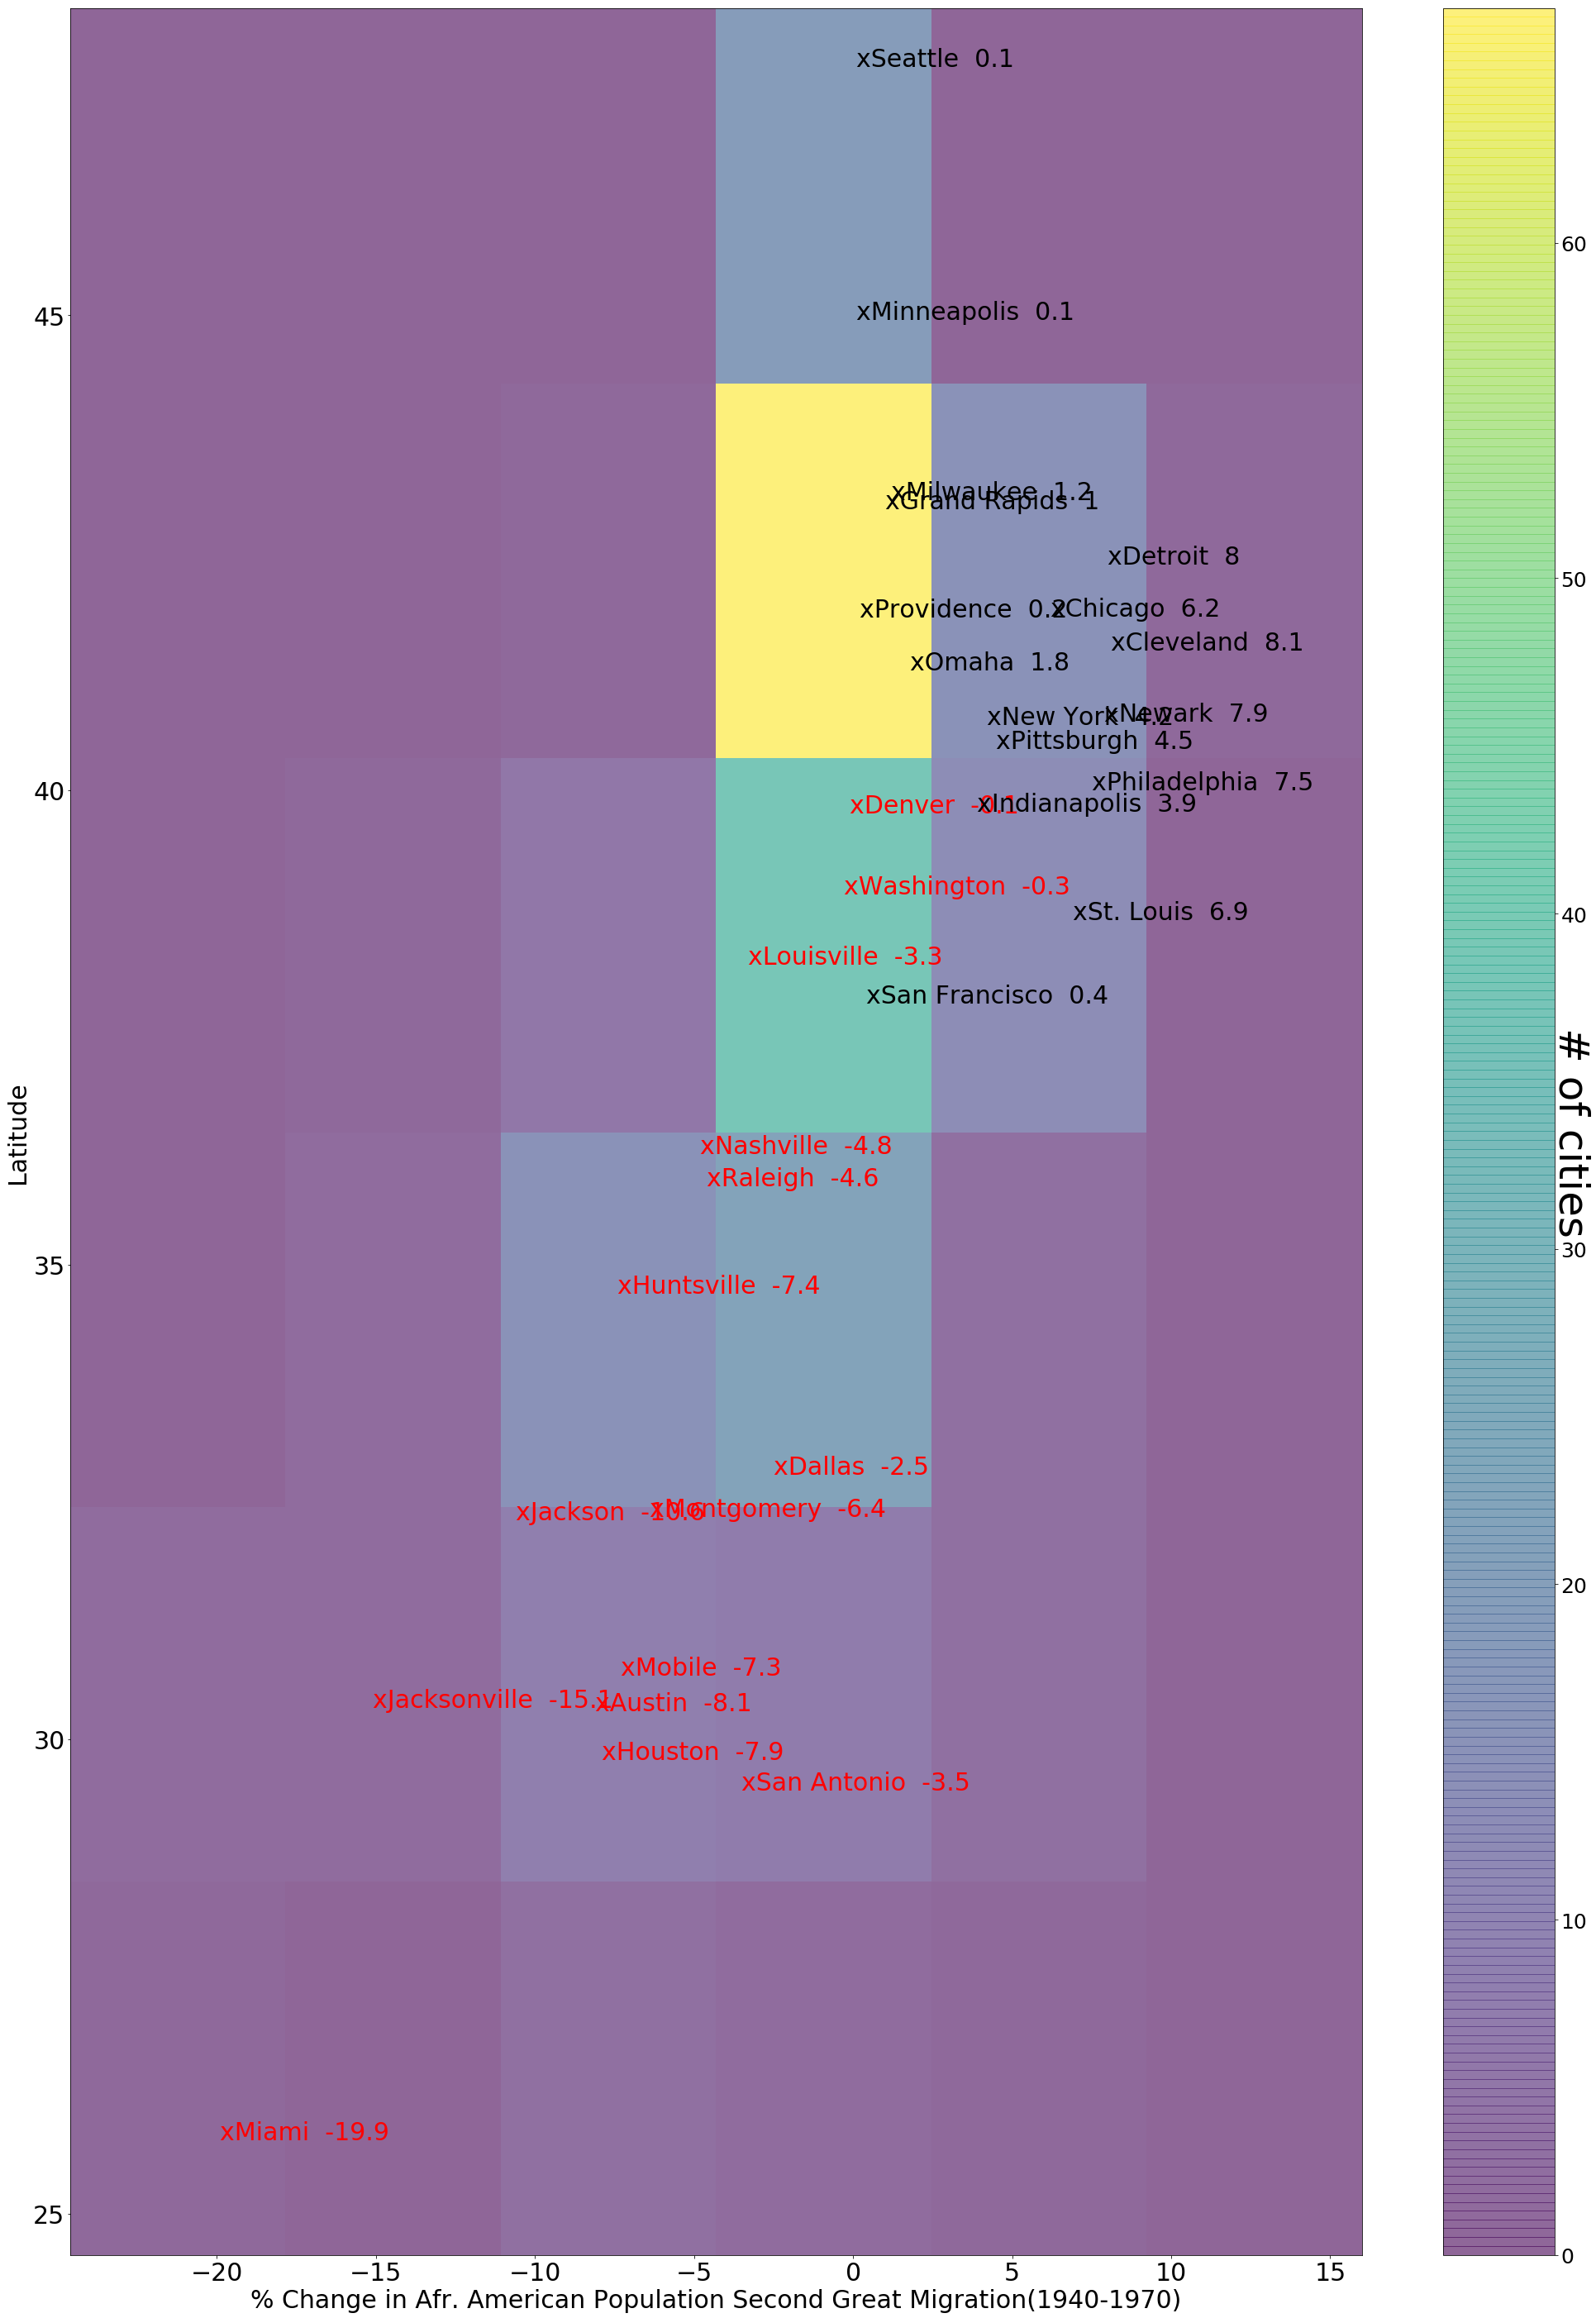 xSeattle 0.1
45
xMinneapolis 0.1
60
xMilwaukee 1.2
xGrand Rapids 1
xDetroit 8
50
xProvidence 0.2
xChicago 6.2
xCleveland 8.1
xOmaha 1.8
xNew York 4.2
xNewark 7.9
xPittsburgh 4.5
40
xPhiladelphia 7.5
xDenver -0.1
xIndianapolis 3.9
xWashington -0.3
xSt. Louis 6.9
40
xLouisville -3.3
xSan Francisco 0.4
Latitude
# of cities
xNashville -4.8
xRaleigh -4.6
35
xHuntsville -7.4
30
xDallas -2.5
xJackson -10.6
xMontgomery -6.4
20
xMobile -7.3
xJacksonville -15.1
xAustin -8.1
30
xHouston -7.9
xSan Antonio -3.5
10
xMiami -19.9
25
0
−20 −15 −10 −5 0 5 10 15
% Change in Afr. American Population Second Great Migration(1940-1970)